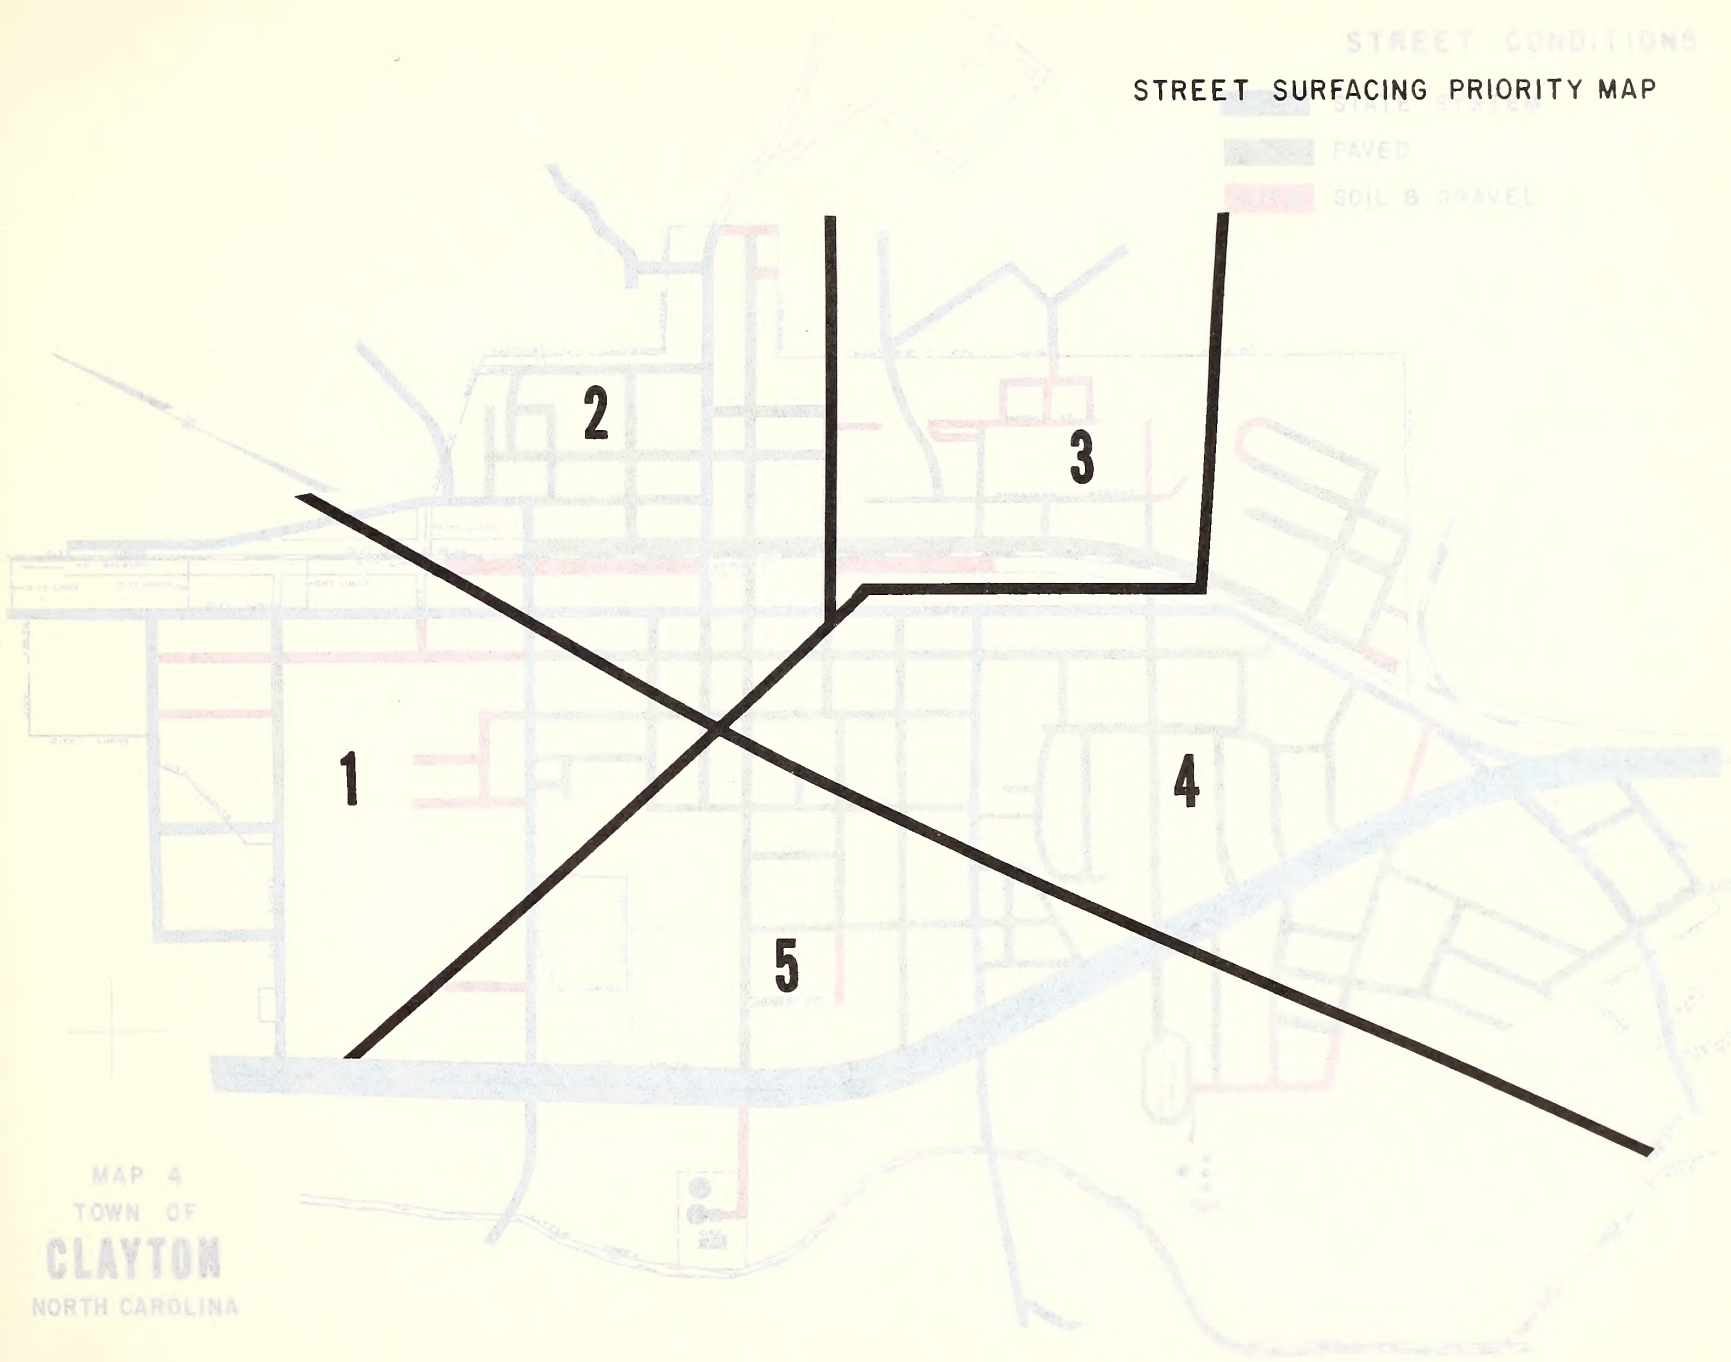 STREET CONDITIONS
STREET SURFACING PRIORITY MAP
STATE SYSTEM
PAVED
SOIL & GRAVEL
2
3
1
4
5
MAP 4
TOWN OF
CLAYTON
NORTH CAROLINA